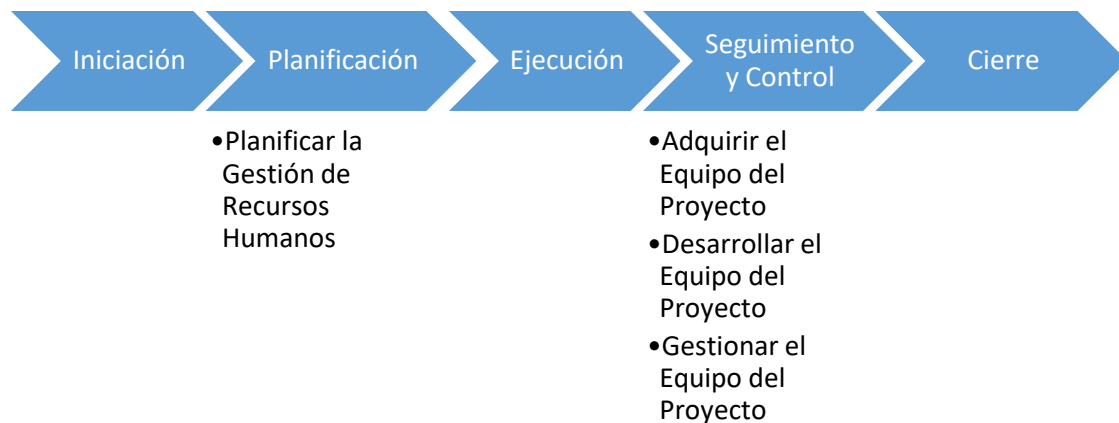 Iniciación
Planificación
Ejecución
Seguimiento
y Control
Cierre
•Planificar la
Gestión de
Recursos
Humanos
•Adquirir el
Equipo del
Proyecto
•Desarrollar el
Equipo del
Proyecto
•Gestionar el
Equipo del
Proyecto